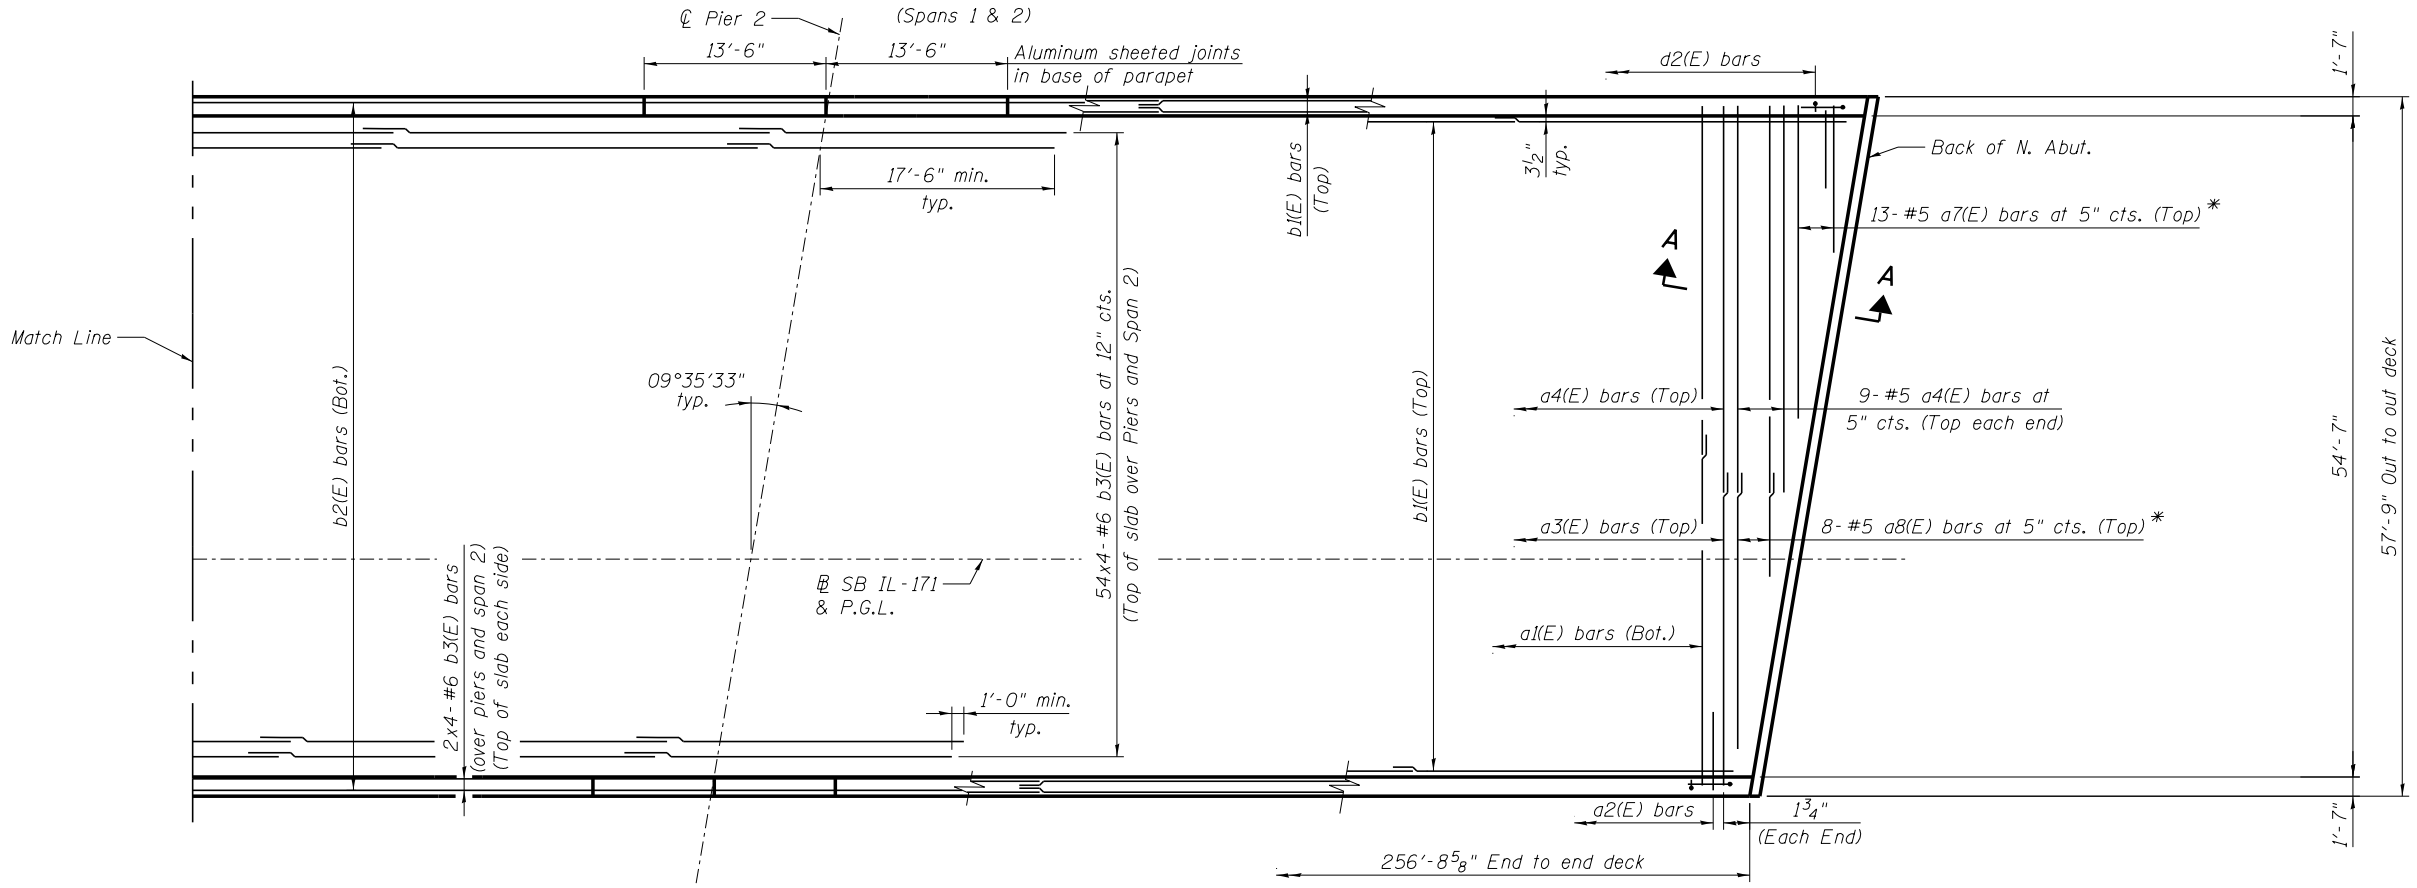 ℄ Pier 2
(Spans 1 & 2)
13'-6"
13'-6"
Aluminum sheeted joints
in base of parapet
d2(E) bars
1'-7"
Back of N. Abut.
17'-6" min.
typ.
b1(E) bars
(Top)
3½"
typ.
13-#5 a7(E) bars at 5" cts. (Top)*
A
A
Match Line
09°35'33"
typ.
b2(E) bars (Bot.)
54x4-#6 b3(E) bars at 12" cts.
(Top of slab over Piers and Span 2)
b1(E) bars (Top)
a4(E) bars (Top)
9-#5 a4(E) bars at
5" cts. (Top each end)
54'-7"
57'-9" Out to out deck
a3(E) bars (Top)
8-#5 a8(E) bars at 5" cts. (Top)*
2x4-#6 b3(E) bars
(over piers and span 2)
(Top of slab each side)
B SB IL-171
& P.G.L.
a1(E) bars (Bot.)
1'-0" min.
typ.
a2(E) bars
1¾"
(Each End)
1'-7"
256'-8⅝" End to end deck